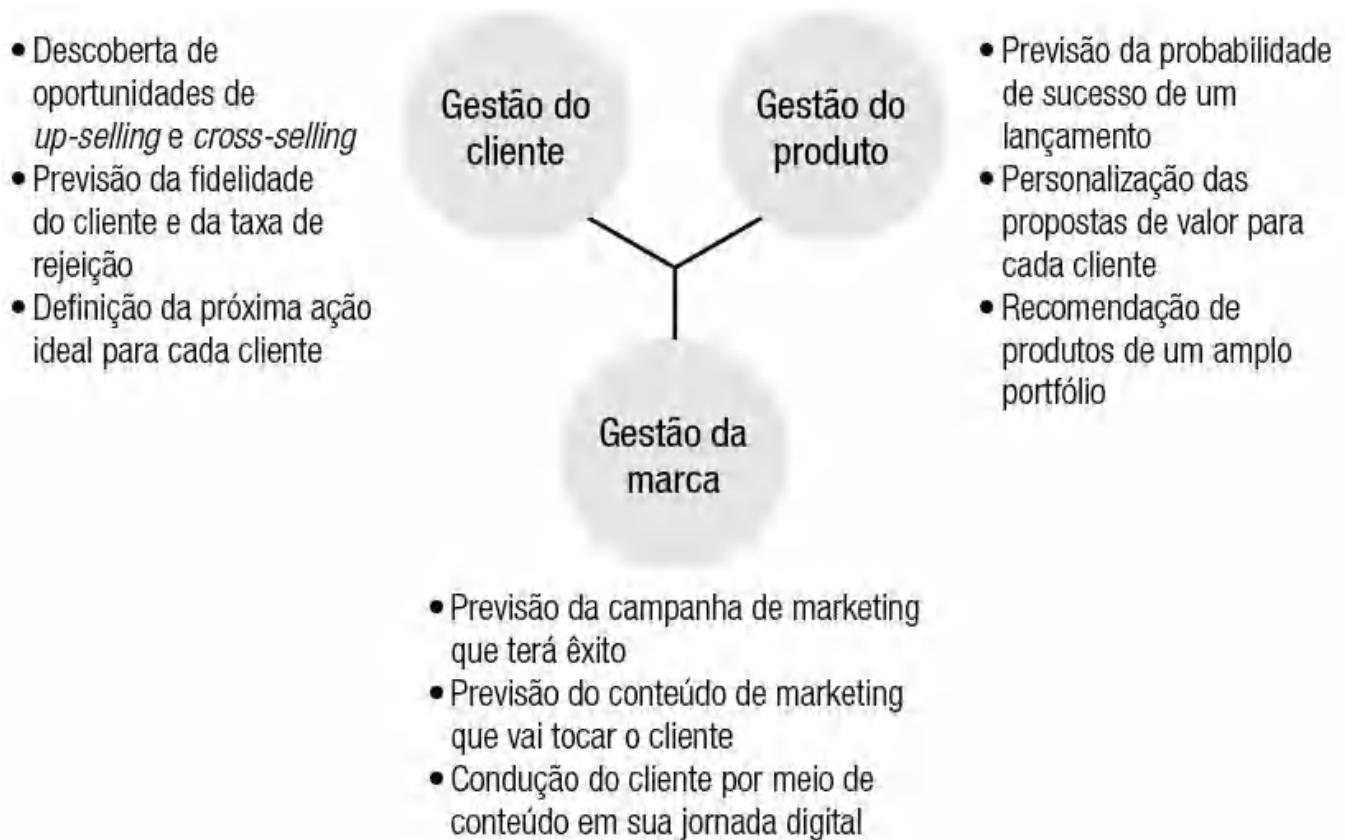 • Descoberta de
oportunidades de
up-selling e cross-selling
• Previsão da fidelidade
do cliente e da taxa de
rejeição
• Definição da próxima ação
ideal para cada cliente
Gestão do
cliente
Gestão do
produto
• Previsão da probabilidade
de sucesso de um
lançamento
• Personalização das
propostas de valor para
cada cliente
• Recomendação de
produtos de um amplo
portfólio
Gestão da
marca
• Previsão da campanha de marketing
que terá êxito
• Previsão do conteúdo de marketing
que vai tocar o cliente
• Condução do cliente por meio de
conteúdo em sua jornada digital